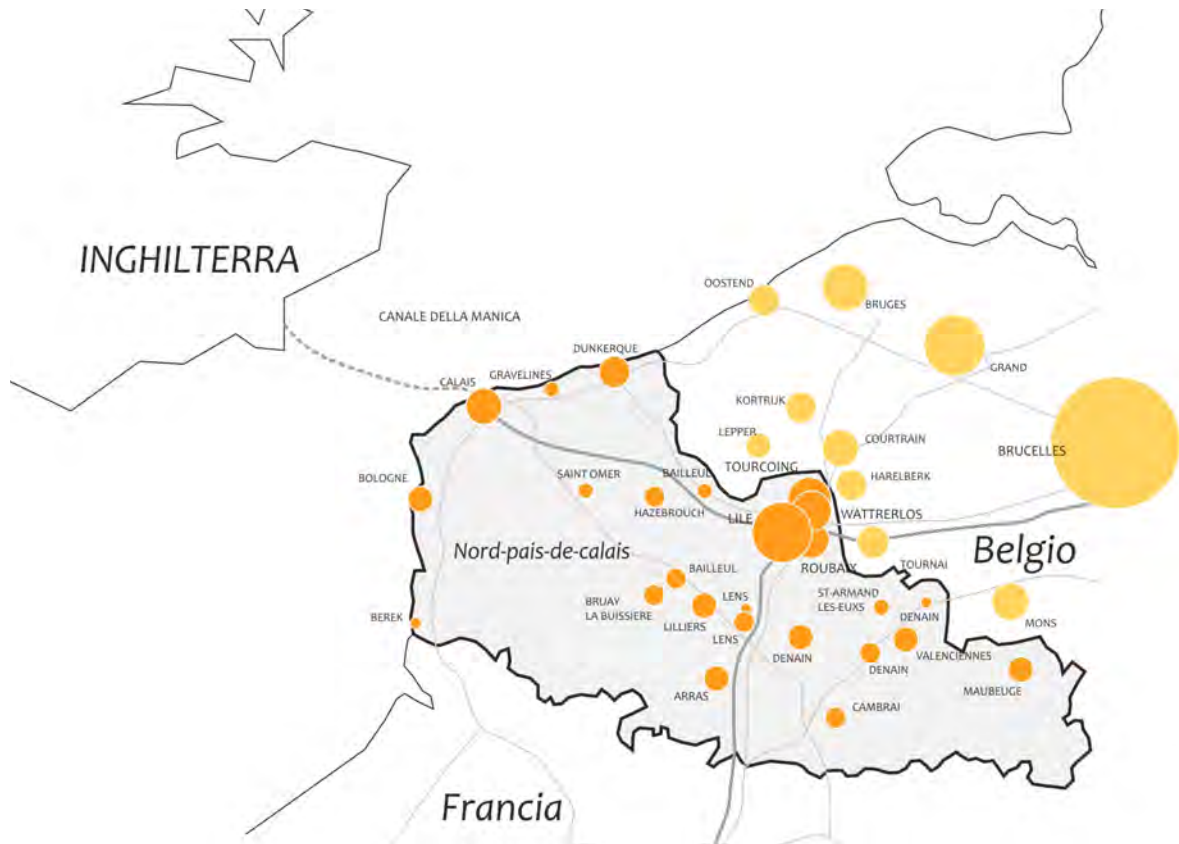 INGHILTERRA
CANALE DELLA MANICA
OOSTEND
BRUGES
GRAND
DUNKERQUE
GRAVELINES
CALAIS
KORTRIJK
LEPPER
COURTRAIN
BRUCELLES
TOURCOING
HARELBERK
BOLOGNE
SAINT OMER
BAILLEUL
HAZEBROUCH
LILE
WATTRERLOS
Nord-pais-de-calais
ROUBAIX
TOURNAI
Belgio
BAILLEUL
BRUAY
LA BUISSIERE
LILLIERS
LENS
LENS
ST-ARMAND
LES-EUXS
DENAIN
MONS
BEREK
DENAIN
DENAIN
VALENCIENNES
MAUBEUGE
ARRAS
CAMBRAI
Francia